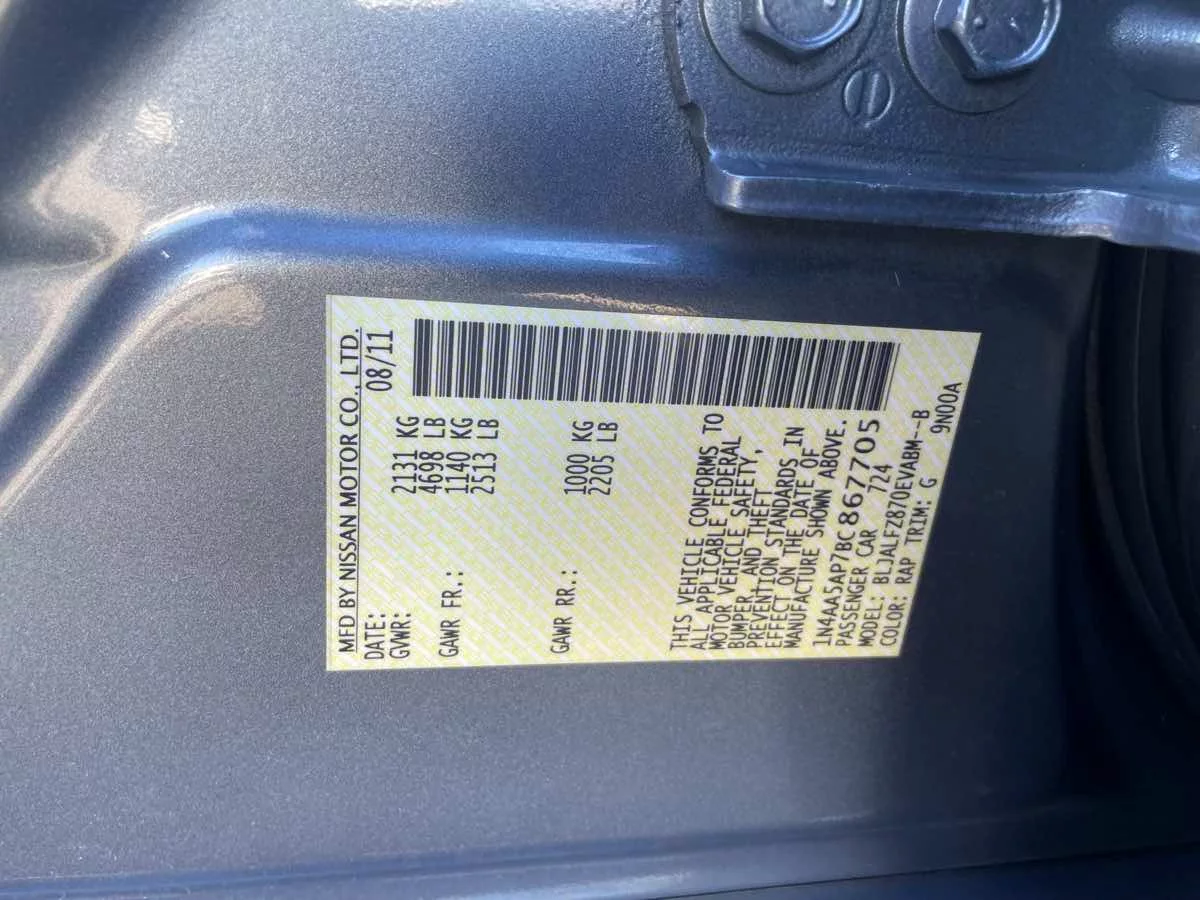 MFD BY NISSAN MOTOR CO., LTD.
DATE: 08/11
GVWR: 2131 KG
4698 LB
GAWR FR.: 1140 KG
2513 LB
GAWR RR.: 1000 KG
2205 LB
THIS VEHICLE CONFORMS TO
ALL APPLICABLE FEDERAL
MOTOR VEHICLE SAFETY,
BUMPER, AND THEFT
PREVENTION STANDARDS IN
EFFECT ON THE DATE OF
MANUFACTURE SHOWN ABOVE.
1N4AA5AP7BC867705
PASSENGER CAR 724
MODEL: BLJALFZ870EVABM--B
COLOR: RAP TRIM: G 9N00A